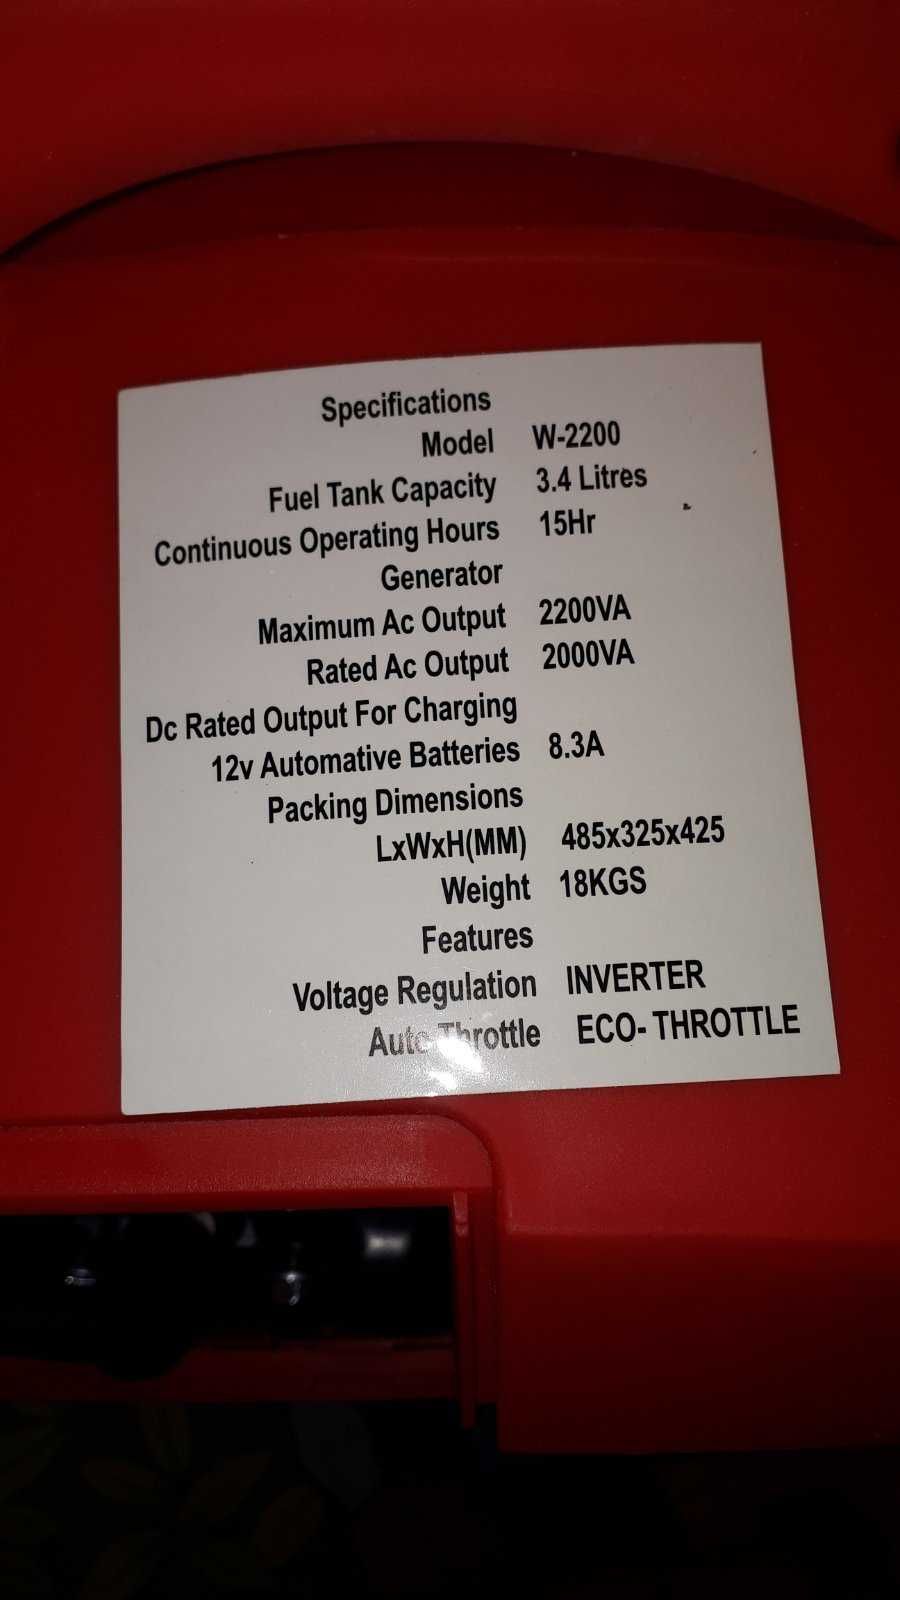 Specifications
Model W-2200
Fuel Tank Capacity 3.4 Litres
Continuous Operating Hours 15Hr
Generator
Maximum Ac Output 2200VA
Rated Ac Output 2000VA
Dc Rated Output For Charging
12v Automative Batteries 8.3A
Packing Dimensions
LxWxH(MM) 485x325x425
Weight 18KGS
Features
Voltage Regulation INVERTER
Auto Throttle ECO- THROTTLE